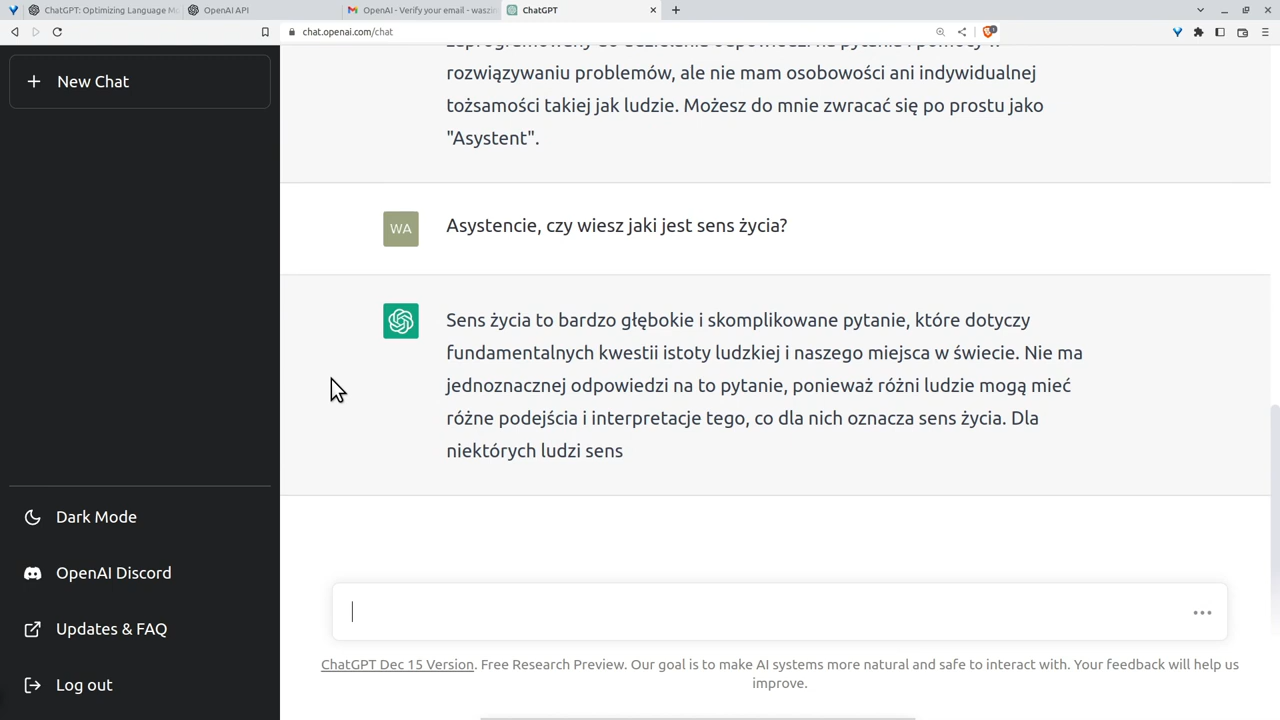 ChatGPT: Optimizing Language M
OpenAI API
OpenAI - Verify your email - waszin
ChatGPT
chat.openai.com/chat
New Chat
rozwiązywaniu problemów, ale nie mam osobowości ani indywidualnej
tożsamości takiej jak ludzie. Możesz do mnie zwracać się po prostu jako
"Asystent".
WA
Asystencie, czy wiesz jaki jest sens życia?
Sens życia to bardzo głębokie i skomplikowane pytanie, które dotyczy
fundamentalnych kwestii istoty ludzkiej i naszego miejsca w świecie. Nie ma
jednoznacznej odpowiedzi na to pytanie, ponieważ różni ludzie mogą mieć
różne podejścia i interpretacje tego, co dla nich oznacza sens życia. Dla
niektórych ludzi sens
Dark Mode
OpenAI Discord
Updates & FAQ
Log out
ChatGPT Dec 15 Version. Free Research Preview. Our goal is to make AI systems more natural and safe to interact with. Your feedback will help us
improve.